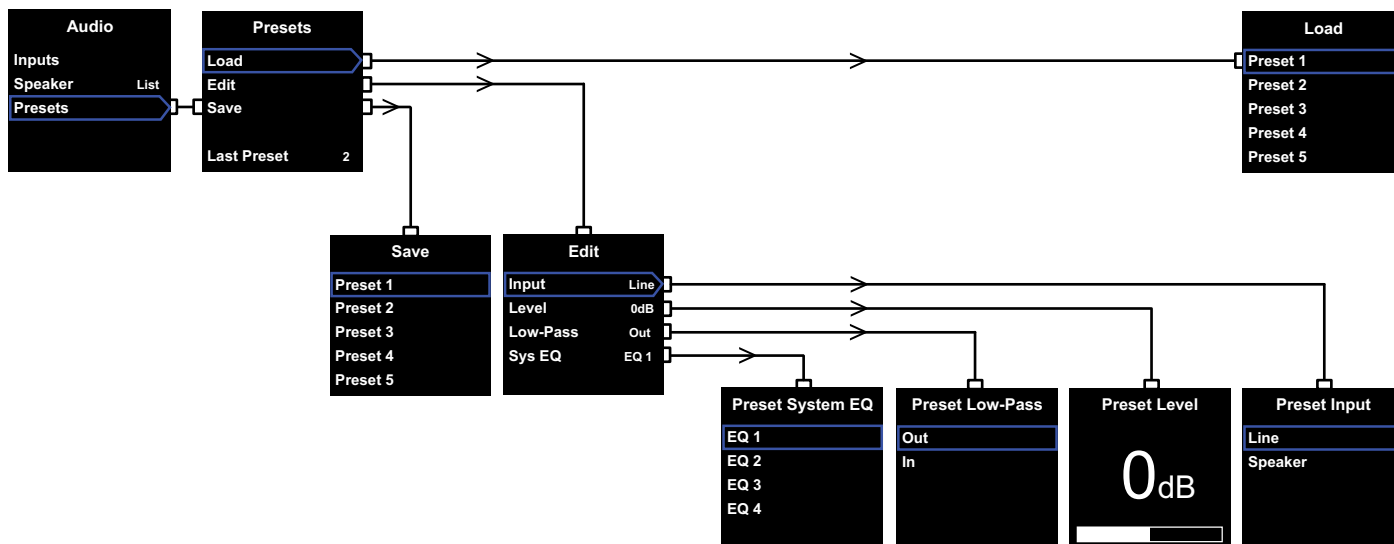 Audio
Inputs
Speaker List
Presets
Presets
Load
Edit
Save
Last Preset 2
Load
Preset 1
Preset 2
Preset 3
Preset 4
Preset 5
Save
Preset 1
Preset 2
Preset 3
Preset 4
Preset 5
Edit
Input Line
Level 0dB
Low-Pass Out
Sys EQ EQ 1
Preset System EQ
EQ 1
EQ 2
EQ 3
EQ 4
Preset Low-Pass
Out
In
Preset Level
0dB
Preset Input
Line
Speaker